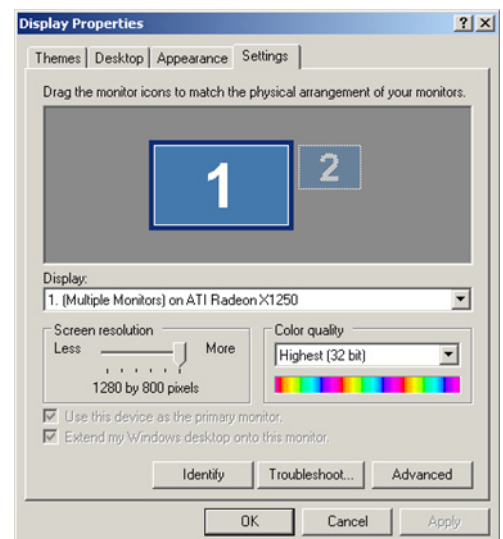 Display Properties
Themes Desktop Appearance Settings
Drag the monitor icons to match the physical arrangement of your monitors.
1 2
Display:
1. (Multiple Monitors) on ATI Radeon X1250
Screen resolution Color quality
Less More Highest (32 bit)
1280 by 800 pixels
Use this device as the primary monitor.
Extend my Windows desktop onto this monitor.
Identify Troubleshoot... Advanced
OK Cancel Apply